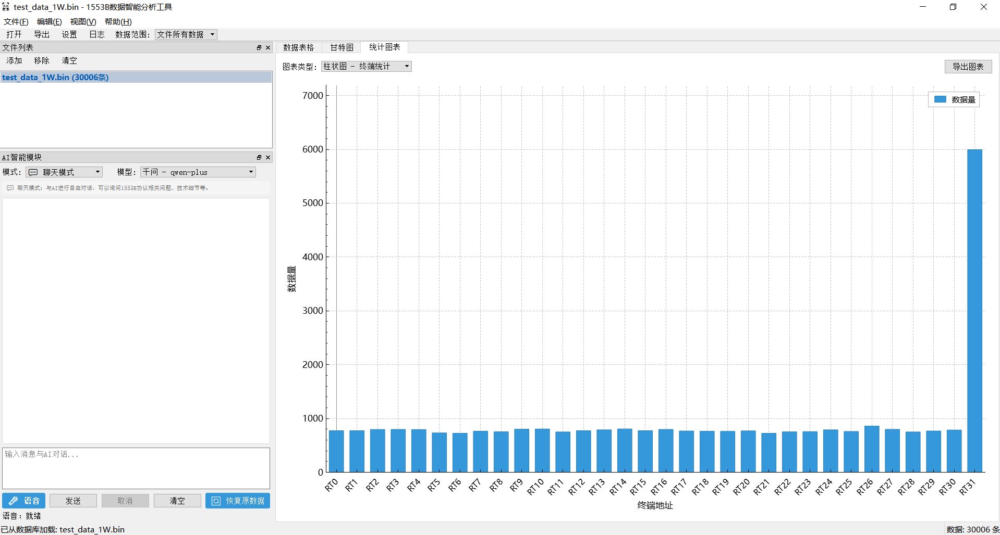 test_data_1W.bin - 1553B数据智能分析工具
文件(F) 编辑(E) 视图(V) 帮助(H)
打开 导出 设置 日志 数据范围: 文件所有数据
文件列表
添加 移除 清空
test_data_1W.bin (30006条)
AI智能模块
模式: 聊天模式 模型: 千问 - qwen-plus
聊天模式: 与AI进行自由对话, 可以询问1553B协议相关问题、技术细节等。
输入消息与AI对话...
语音 发送 取消 清空 恢复原数据
语音: 就绪
数据表格 甘特图 统计图表
图表类型: 柱状图 - 终端统计 导出图表
数据量
7000
6000
5000
4000
3000
2000
1000
0
数据量
RT0 RT1 RT2 RT3 RT4 RT5 RT6 RT7 RT8 RT9 RT10 RT11 RT12 RT13 RT14 RT15 RT16 RT17 RT18 RT19 RT20 RT21 RT22 RT23 RT24 RT25 RT26 RT27 RT28 RT29 RT30 RT31
终端地址
已从数据库加载: test_data_1W.bin 数据: 30006 条